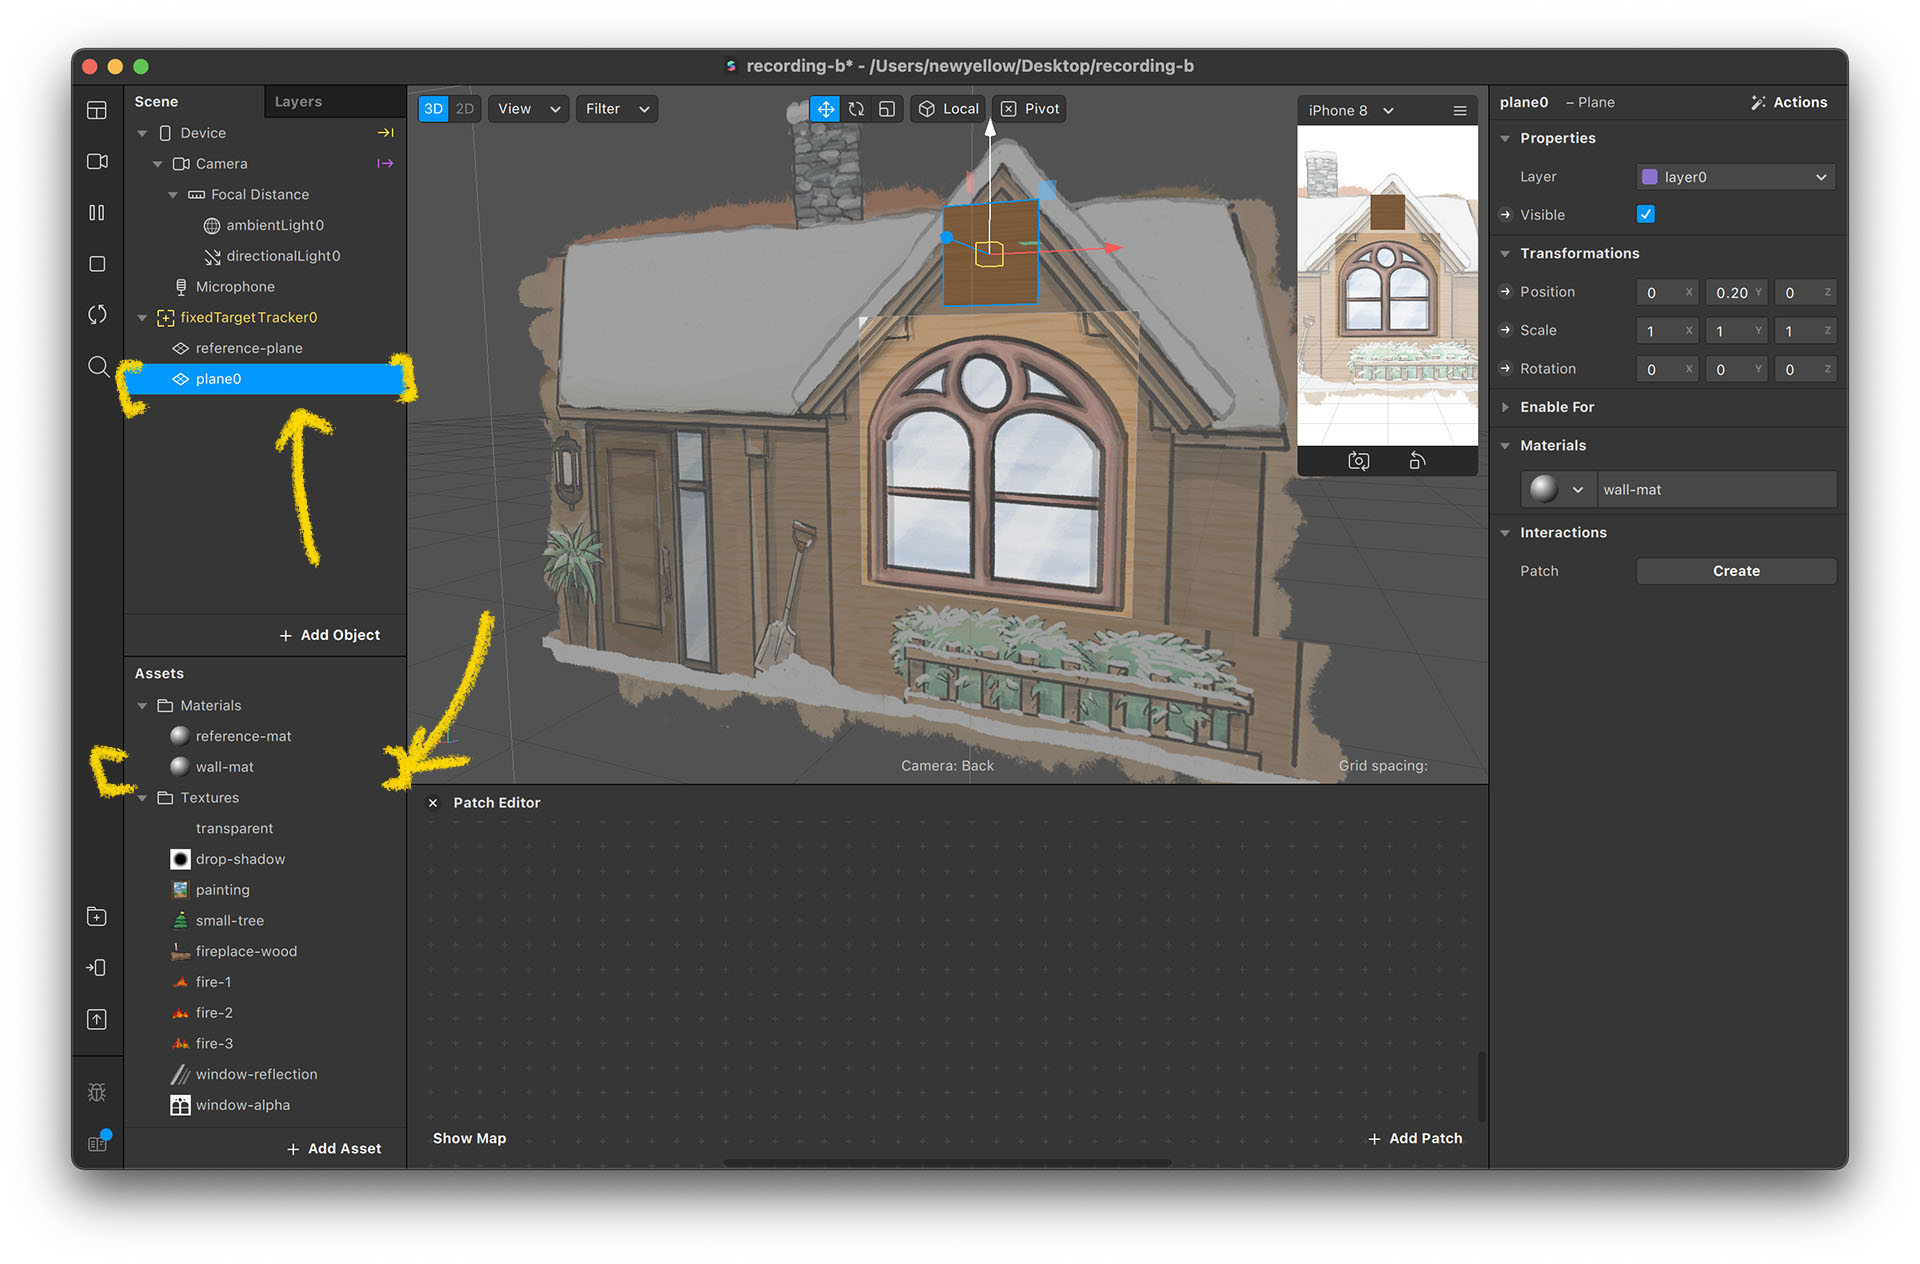 recording-b* - /Users/newyellow/Desktop/recording-b
Scene
Layers
Device
Camera
Focal Distance
ambientLight0
directionalLight0
Microphone
fixedTargetTracker0
reference-plane
plane0
+ Add Object
Assets
Materials
reference-mat
wall-mat
Textures
transparent
drop-shadow
painting
small-tree
fireplace-wood
fire-1
fire-2
fire-3
window-reflection
window-alpha
+ Add Asset
3D 2D View Filter Local Pivot
iPhone 8
Camera: Back
Grid spacing:
Patch Editor
Show Map
+ Add Patch
plane0 – Plane Actions
Properties
Layer layer0
Visible
Transformations
Position 0 X 0.20 Y 0 Z
Scale 1 X 1 Y 1 Z
Rotation 0 X 0 Y 0 Z
Enable For
Materials
wall-mat
Interactions
Patch Create